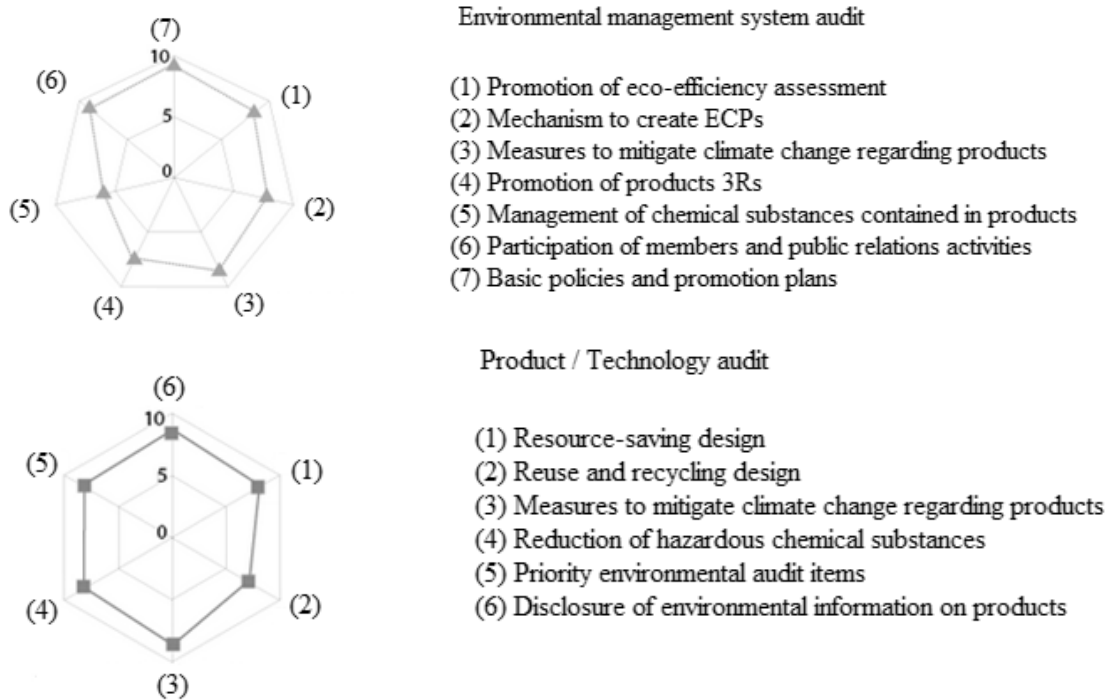 Environmental management system audit
(7)
10
(6)
(1)
5
0
(5)
(2)
(4)
(3)
(1) Promotion of eco-efficiency assessment
(2) Mechanism to create ECPs
(3) Measures to mitigate climate change regarding products
(4) Promotion of products 3Rs
(5) Management of chemical substances contained in products
(6) Participation of members and public relations activities
(7) Basic policies and promotion plans
Product / Technology audit
(6)
10
(5)
(1)
5
0
(4)
(2)
(3)
(1) Resource-saving design
(2) Reuse and recycling design
(3) Measures to mitigate climate change regarding products
(4) Reduction of hazardous chemical substances
(5) Priority environmental audit items
(6) Disclosure of environmental information on products